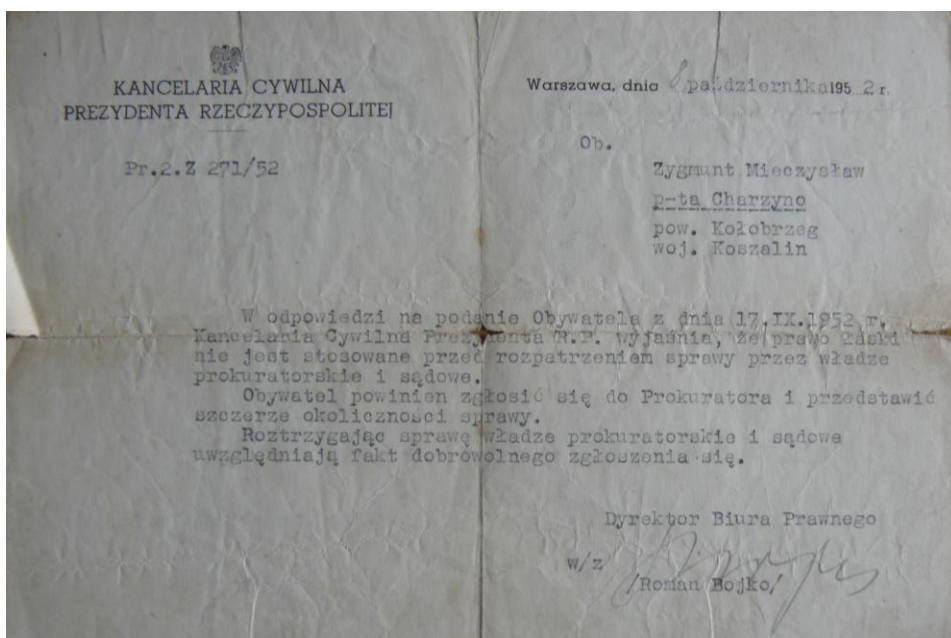 KANCELARIA CYWILNA
PREZYDENTA RZECZYPOSPOLITEJ
Warszawa, dnia 8 października 1952 r.
Pr.2.Z 271/52
Ob.
Zygmunt Mieczysław
p-ta Charzyno
pow. Kołobrzeg
woj. Koszalin
W odpowiedzi na podanie Obywatela z dnia 17.IX.1952 r.
Kancelaria Cywilna Prezydenta R.P. wyjaśnia, że prawo łaski
nie jest stosowane przed rozpatrzeniem sprawy przez władze
prokuratorskie i sądowe.
Obywatel powinien zgłosić się do Prokuratora i przedstawić
szczerze okoliczności sprawy.
Roztrzygając sprawę władze prokuratorskie i sądowe
uwzględniają fakt dobrowolnego zgłoszenia się.
Dyrektor Biura Prawnego
w/z
/Roman Bojko/